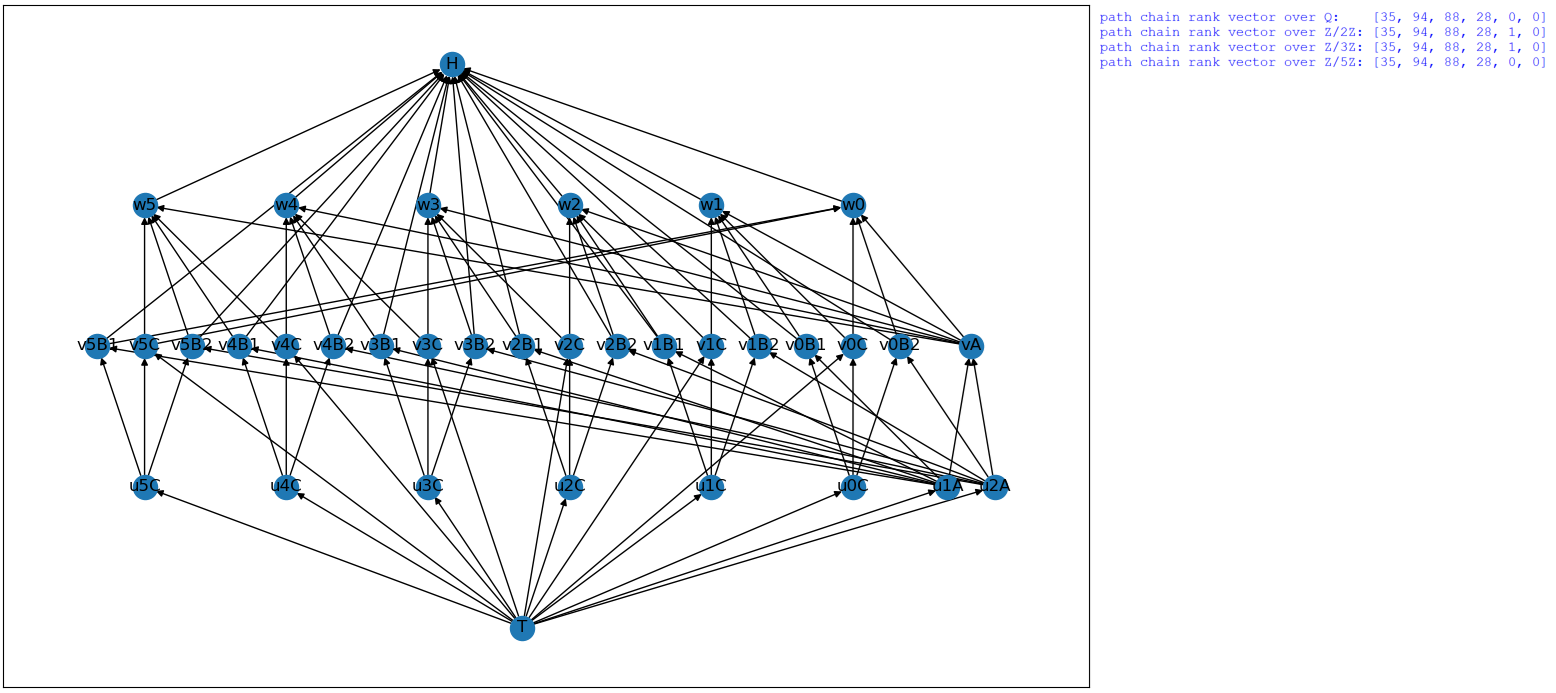 path chain rank vector over Q:    [35, 94, 88, 28, 0, 0]
path chain rank vector over Z/2Z: [35, 94, 88, 28, 1, 0]
path chain rank vector over Z/3Z: [35, 94, 88, 28, 1, 0]
path chain rank vector over Z/5Z: [35, 94, 88, 28, 0, 0]
H
w5 w4 w3 w2 w1 w0
v5B1 v5C v5B2 v4B1 v4C v4B2 v3B1 v3C v3B2 v2B1 v2C v2B2 v1B1 v1C v1B2 v0B1 v0C v0B2 vA
u5C u4C u3C u2C u1C u0C u1A u2A
T